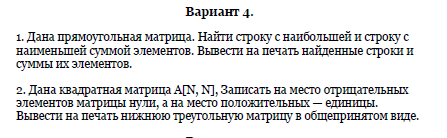 Вариант 4.
1. Дана прямоугольная матрица. Найти строку с наибольшей и строку с
наименьшей суммой элементов. Вывести на печать найденные строки и
суммы их элементов.
2. Дана квадратная матрица A[N, N], Записать на место отрицательных
элементов матрицы нули, а на место положительных — единицы.
Вывести на печать нижнюю треугольную матрицу в общепринятом виде.